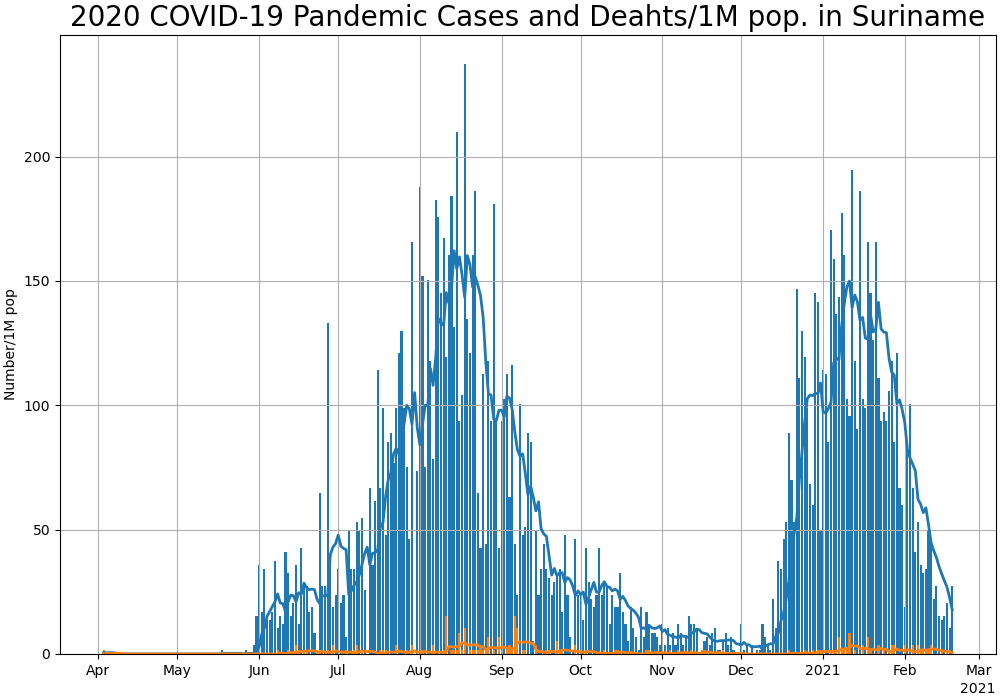 2020 COVID-19 Pandemic Cases and Deahts/1M pop. in Suriname
Number/1M pop
200
150
100
50
0
Apr May Jun Jul Aug Sep Oct Nov Dec 2021 Feb Mar
2021